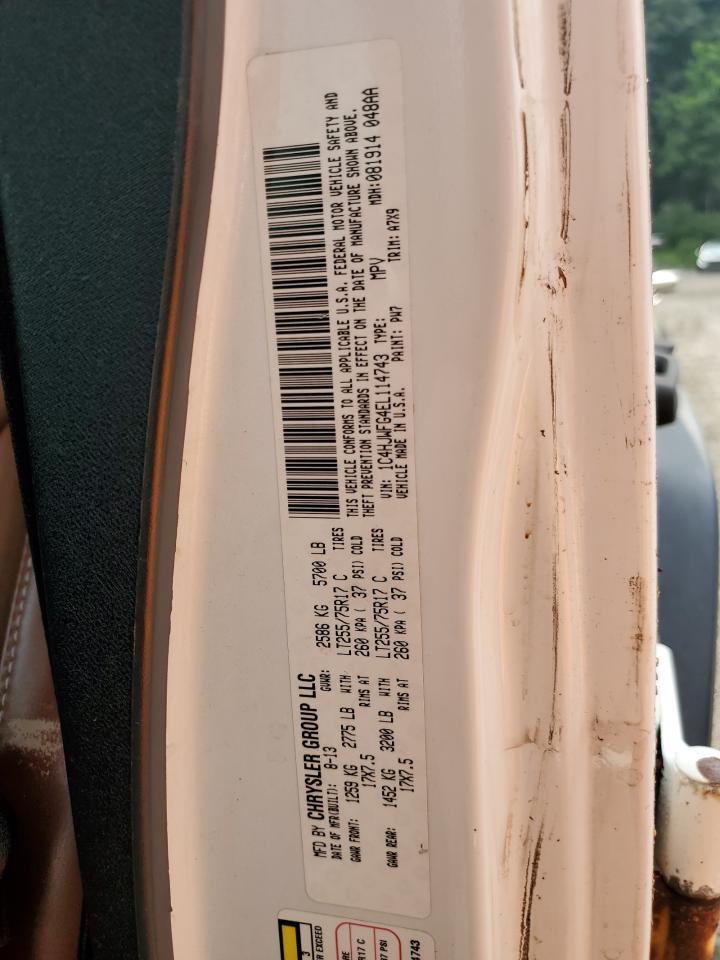 MFD BY CHRYSLER GROUP LLC
DATE OF MFR(BUILT): 8-13 GVWR: 2586 KG 5700 LB
GAWR FRONT: 1259 KG 2775 LB WITH LT255/75R17 C TIRES
17X7.5 RIMS AT 260 KPA ( 37 PSI) COLD
GAWR REAR: 1452 KG 3200 LB WITH LT255/75R17 C TIRES
17X7.5 RIMS AT 260 KPA ( 37 PSI) COLD
THIS VEHICLE CONFORMS TO ALL APPLICABLE U.S.A. FEDERAL MOTOR VEHICLE SAFETY AND
THEFT PREVENTION STANDARDS IN EFFECT ON THE DATE OF MANUFACTURE SHOWN ABOVE.
VIN: 1C4HJWFG4EL114743 TYPE: MPV MDH:081914 048AA
VEHICLE MADE IN U.S.A. PAINT: PW7 TRIM: A7X9
3
R EXCEED
R17 C
PSI